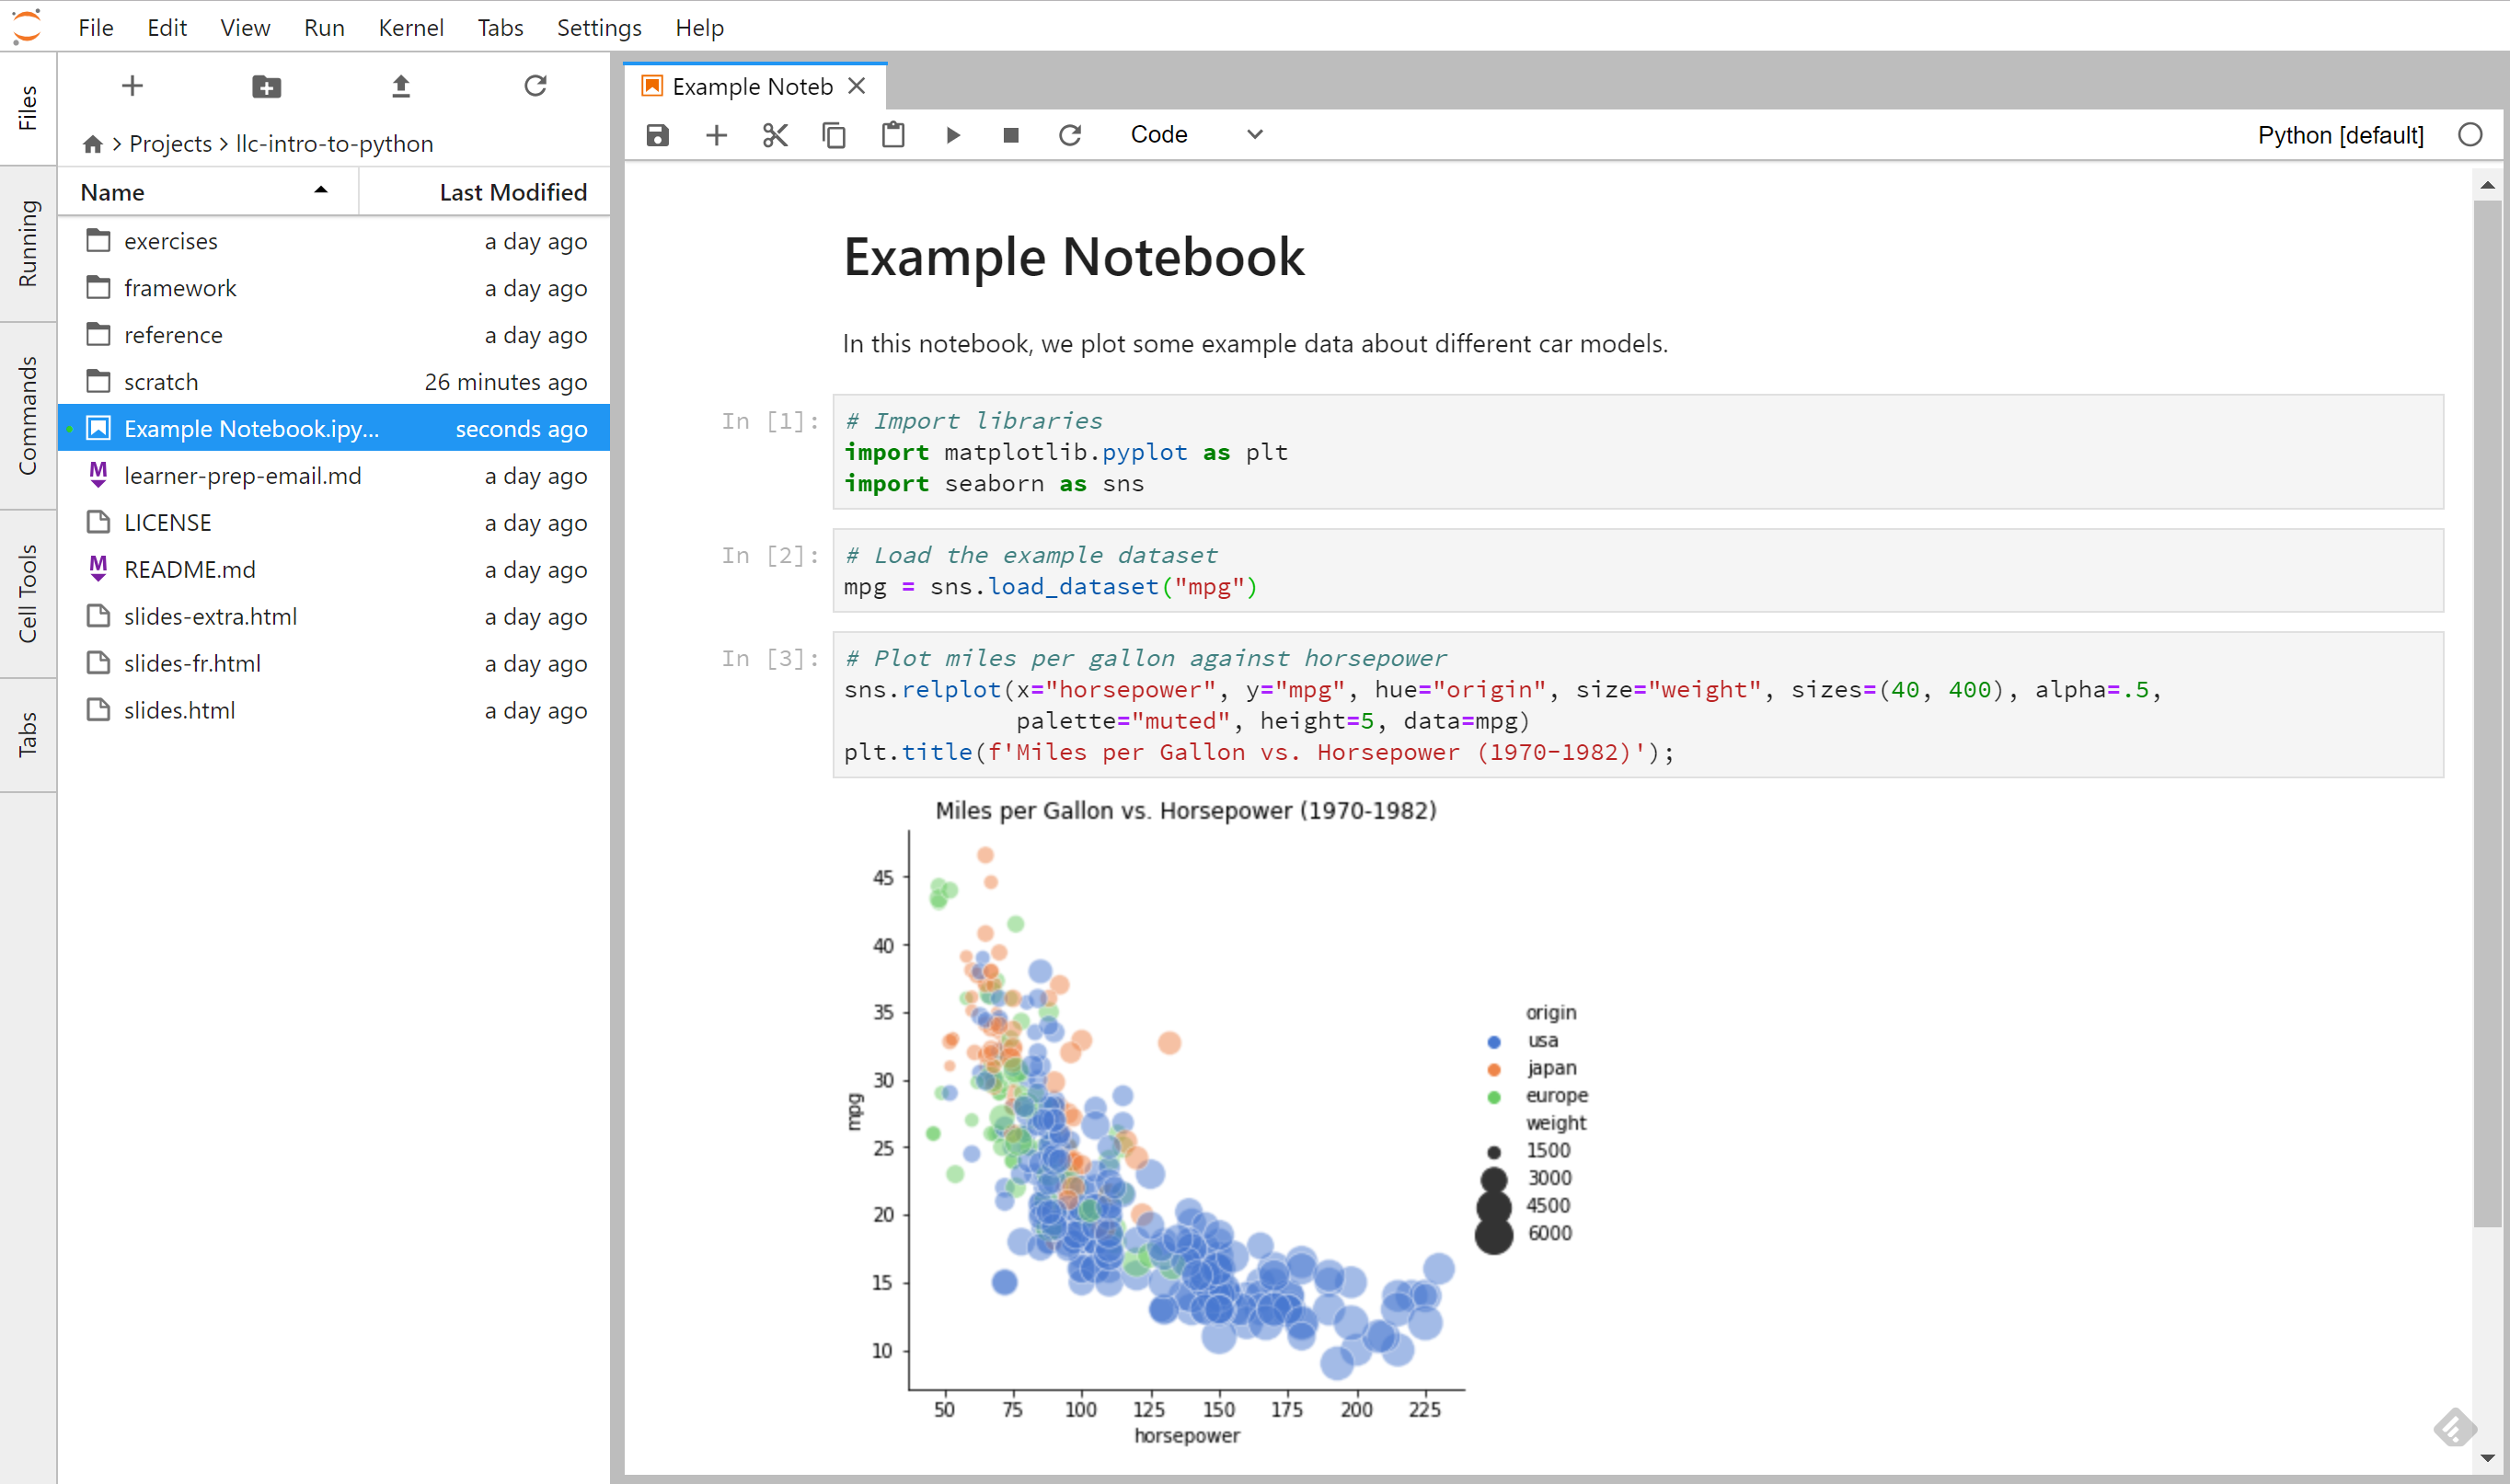 File Edit View Run Kernel Tabs Settings Help
Files
Running
Commands
Cell Tools
Tabs
Projects > llc-intro-to-python
Name Last Modified
exercises a day ago
framework a day ago
reference a day ago
scratch 26 minutes ago
Example Notebook.ipy... seconds ago
learner-prep-email.md a day ago
LICENSE a day ago
README.md a day ago
slides-extra.html a day ago
slides-fr.html a day ago
slides.html a day ago
Example Noteb
Code Python [default]
Example Notebook
In this notebook, we plot some example data about different car models.
In [1]: # Import libraries
import matplotlib.pyplot as plt
import seaborn as sns
In [2]: # Load the example dataset
mpg = sns.load_dataset("mpg")
In [3]: # Plot miles per gallon against horsepower
sns.relplot(x="horsepower", y="mpg", hue="origin", size="weight", sizes=(40, 400), alpha=.5,
palette="muted", height=5, data=mpg)
plt.title(f'Miles per Gallon vs. Horsepower (1970-1982)');
Miles per Gallon vs. Horsepower (1970-1982)
45
40
35
30
25
20
15
10
mpg
50 75 100 125 150 175 200 225
horsepower
origin
usa
japan
europe
weight
1500
3000
4500
6000